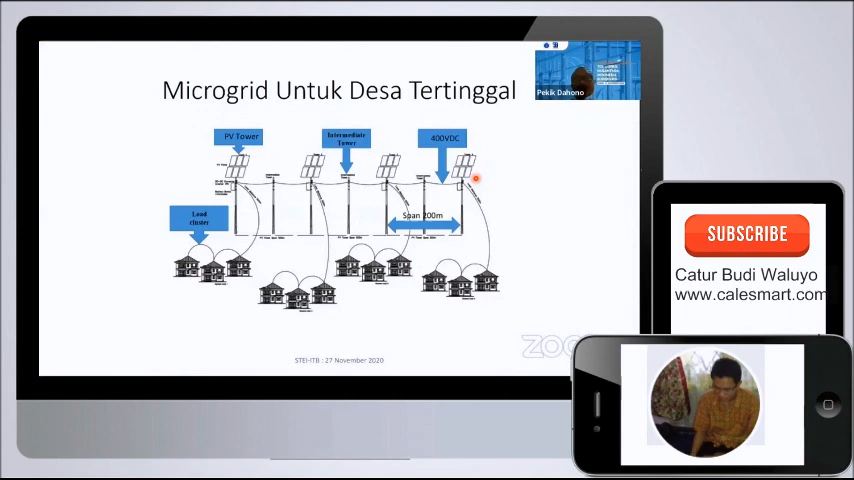 Microgrid Untuk Desa Tertinggal
Pekik Dahono
PV Tower
Intermediate
Tower
400VDC
Load
cluster
Span 200m
STEI-ITB : 27 November 2020
SUBSCRIBE
Catur Budi Waluyo
www.calesmart.com